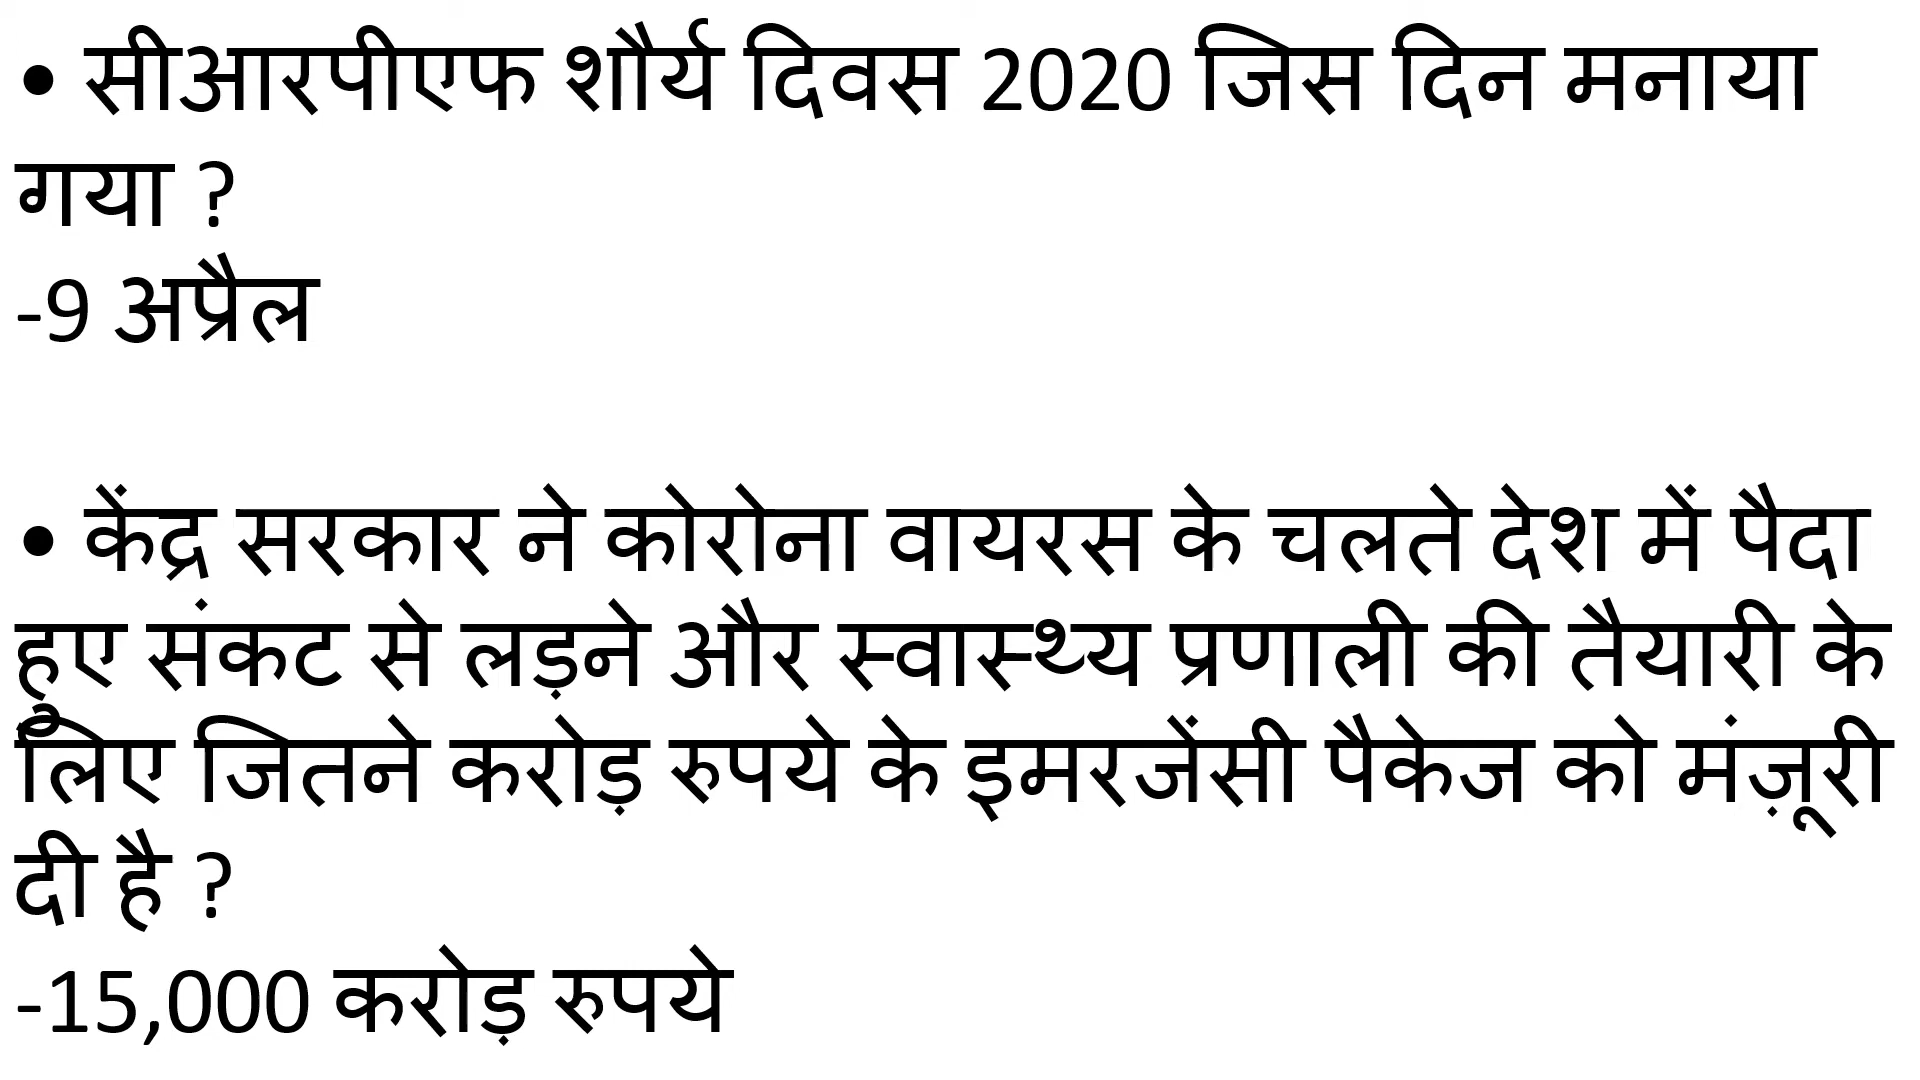 • सीआरपीएफ शौर्य दिवस 2020 जिस दिन मनाया
गया ?
-9 अप्रैल
• केंद्र सरकार ने कोरोना वायरस के चलते देश में पैदा
हुए संकट से लड़ने और स्वास्थ्य प्रणाली की तैयारी के
लिए जितने करोड़ रुपये के इमरजेंसी पैकेज को मंज़ूरी
दी है ?
-15,000 करोड़ रुपये